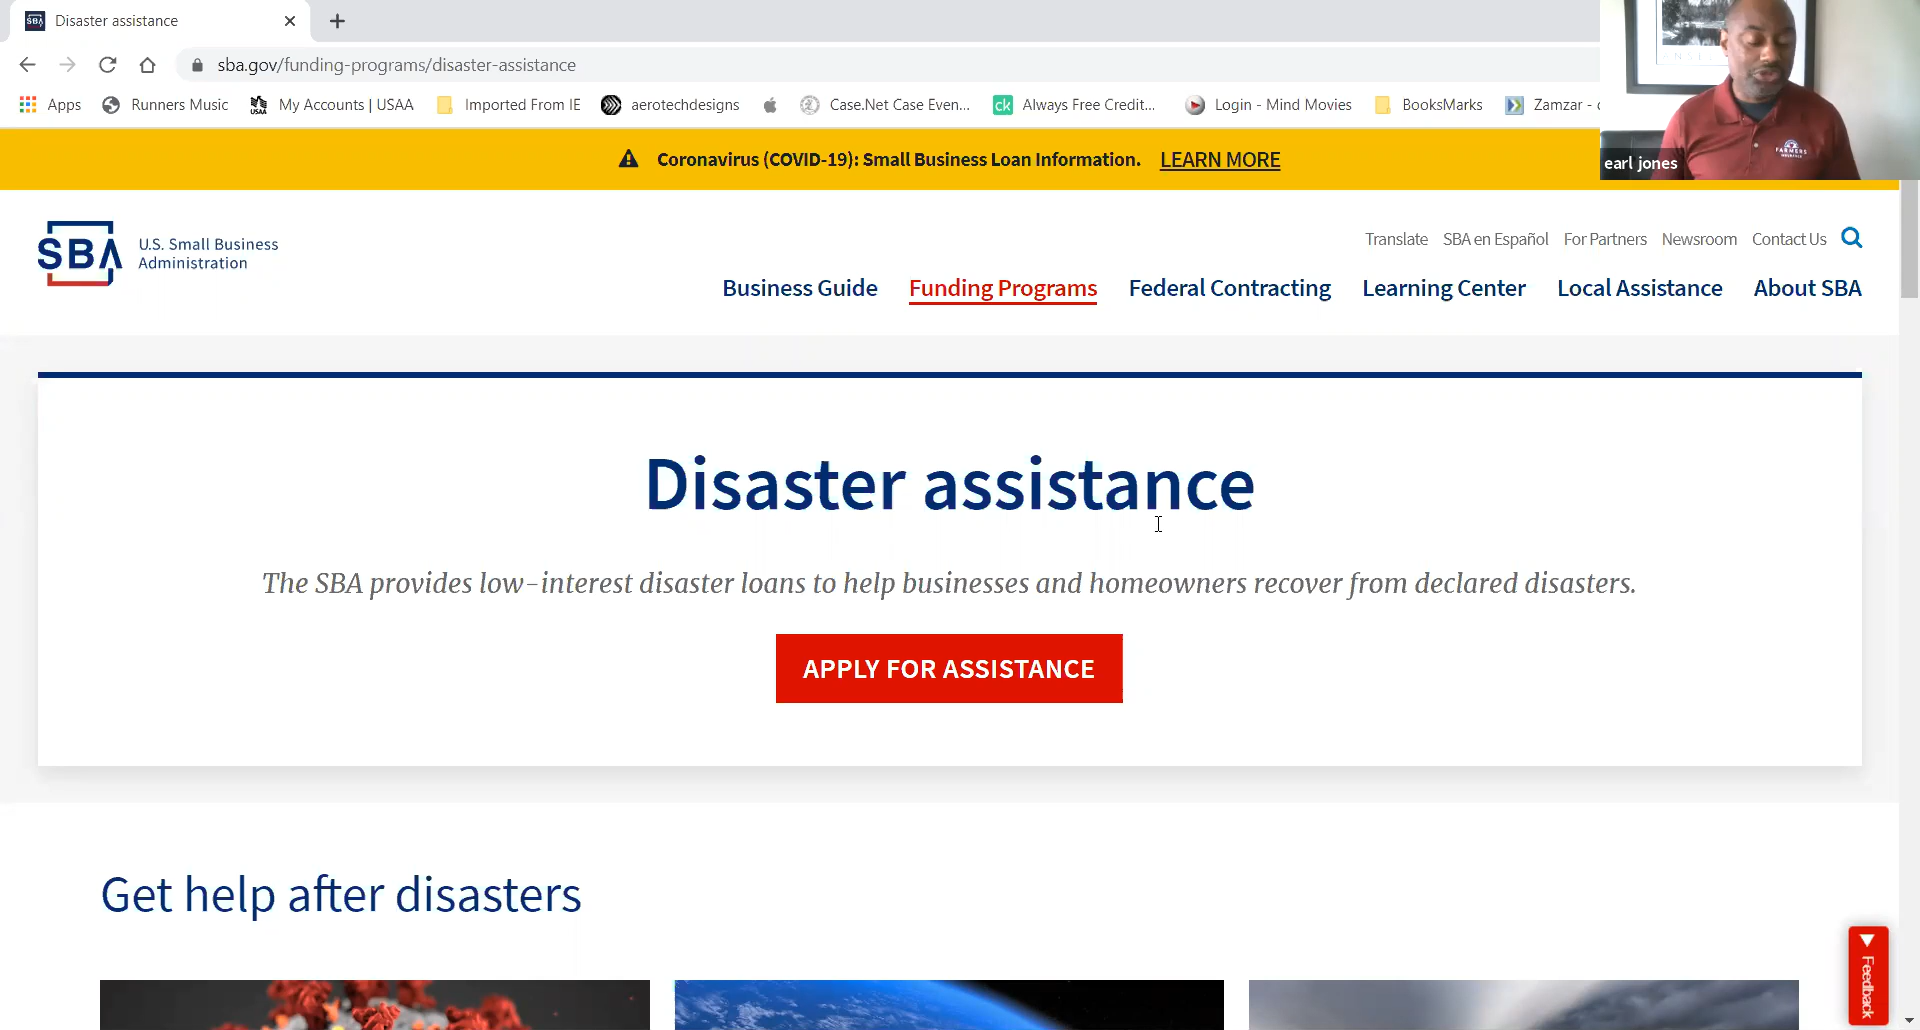 Disaster assistance
sba.gov/funding-programs/disaster-assistance
Apps Runners Music My Accounts | USAA Imported From IE aerotechdesigns Case.Net Case Even... Always Free Credit... Login - Mind Movies BooksMarks Zamzar - c
earl jones
FARMERS
Coronavirus (COVID-19): Small Business Loan Information. LEARN MORE
SBA
U.S. Small Business
Administration
Translate SBA en Español For Partners Newsroom Contact Us
Business Guide Funding Programs Federal Contracting Learning Center Local Assistance About SBA
Disaster assistance
The SBA provides low-interest disaster loans to help businesses and homeowners recover from declared disasters.
APPLY FOR ASSISTANCE
Get help after disasters
Feedback